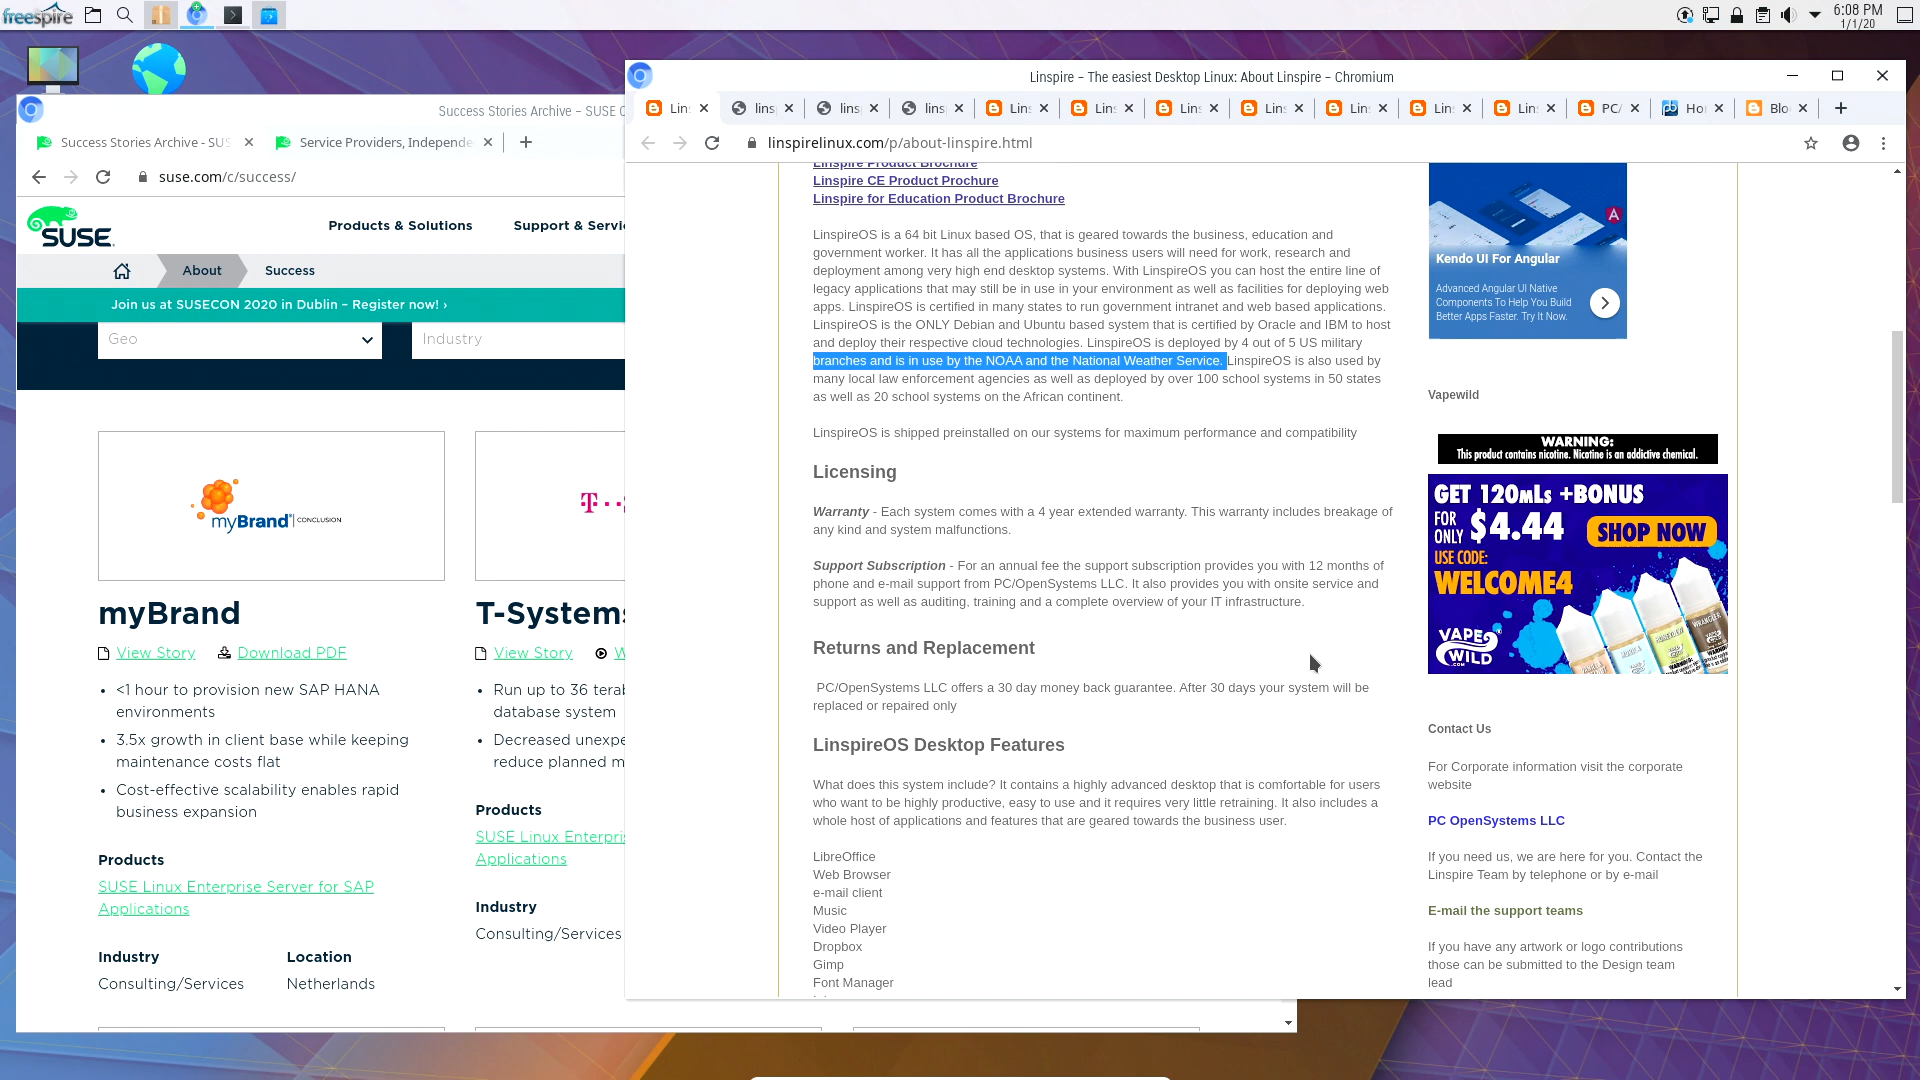 freespire
6:08 PM
1/1/20
Success Stories Archive – SUSE
Success Stories Archive - SUS
Service Providers, Independe
suse.com/c/success/
SUSE
Products & Solutions
Support & Servi
About
Success
Join us at SUSECON 2020 in Dublin – Register now! ›
Geo
Industry
myBrand CONCLUSION
myBrand
View Story
Download PDF
<1 hour to provision new SAP HANA
environments
3.5x growth in client base while keeping
maintenance costs flat
Cost-effective scalability enables rapid
business expansion
Products
SUSE Linux Enterprise Server for SAP
Applications
Industry
Location
Consulting/Services
Netherlands
T-Systems
View Story
W
Run up to 36 terab
database system
Decreased unexpe
reduce planned m
Products
SUSE Linux Enterpris
Applications
Industry
Consulting/Services
Linspire – The easiest Desktop Linux: About Linspire – Chromium
Lin:
lins
lins
lins
Lin:
Lin:
Lin:
Lin:
Lin:
Lin:
Lin:
PC/
Ho
Blo
linspirelinux.com/p/about-linspire.html
Linspire Product Brochure
Linspire CE Product Prochure
Linspire for Education Product Brochure
LinspireOS is a 64 bit Linux based OS, that is geared towards the business, education and
government worker. It has all the applications business users will need for work, research and
deployment among very high end desktop systems. With LinspireOS you can host the entire line of
legacy applications that may still be in use in your environment as well as facilities for deploying web
apps. LinspireOS is certified in many states to run government intranet and web based applications.
LinspireOS is the ONLY Debian and Ubuntu based system that is certified by Oracle and IBM to host
and deploy their respective cloud technologies. LinspireOS is deployed by 4 out of 5 US military
branches and is in use by the NOAA and the National Weather Service. LinspireOS is also used by
many local law enforcement agencies as well as deployed by over 100 school systems in 50 states
as well as 20 school systems on the African continent.
LinspireOS is shipped preinstalled on our systems for maximum performance and compatibility
Licensing
Warranty - Each system comes with a 4 year extended warranty. This warranty includes breakage of
any kind and system malfunctions.
Support Subscription - For an annual fee the support subscription provides you with 12 months of
phone and e-mail support from PC/OpenSystems LLC. It also provides you with onsite service and
support as well as auditing, training and a complete overview of your IT infrastructure.
Returns and Replacement
PC/OpenSystems LLC offers a 30 day money back guarantee. After 30 days your system will be
replaced or repaired only
LinspireOS Desktop Features
What does this system include? It contains a highly advanced desktop that is comfortable for users
who want to be highly productive, easy to use and it requires very little retraining. It also includes a
whole host of applications and features that are geared towards the business user.
LibreOffice
Web Browser
e-mail client
Music
Video Player
Dropbox
Gimp
Font Manager
Kendo UI For Angular
Advanced Angular UI Native
Components To Help You Build
Better Apps Faster. Try It Now.
Vapewild
WARNING:
This product contains nicotine. Nicotine is an addictive chemical.
GET 120mLs +BONUS
FOR ONLY $4.44
SHOP NOW
USE CODE:
WELCOME4
VAPE WILD .COM
Contact Us
For Corporate information visit the corporate
website
PC OpenSystems LLC
If you need us, we are here for you. Contact the
Linspire Team by telephone or by e-mail
E-mail the support teams
If you have any artwork or logo contributions
those can be submitted to the Design team
lead